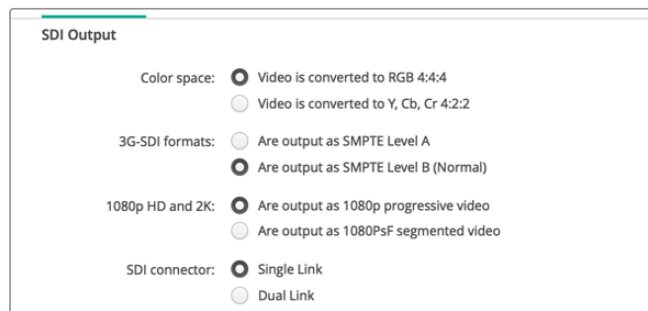 SDI Output
Color space: Video is converted to RGB 4:4:4
Video is converted to Y, Cb, Cr 4:2:2
3G-SDI formats: Are output as SMPTE Level A
Are output as SMPTE Level B (Normal)
1080p HD and 2K: Are output as 1080p progressive video
Are output as 1080PsF segmented video
SDI connector: Single Link
Dual Link